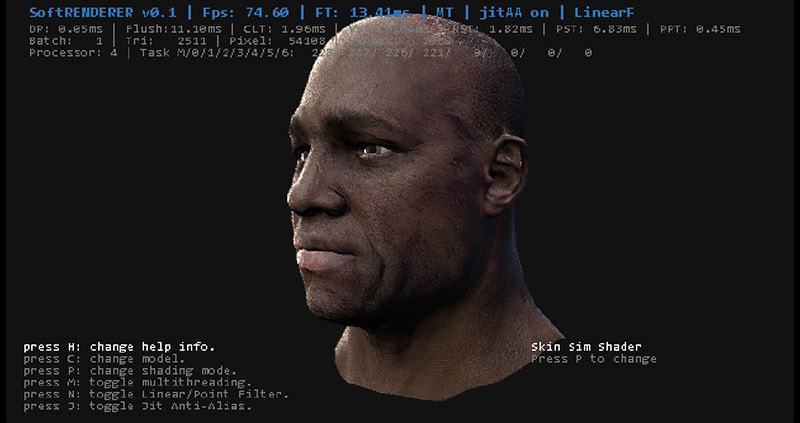 SoftRENDERER v0.1 | Fps: 74.60 | FT: 13.41ms | MT | jitAA on | LinearF
DP: 0.05ms | Flush:11.10ms | CLT: 1.96ms | RST: 1.82ms | PST: 6.83ms | PPT: 0.45ms
Batch: 1 | Tri: 2511 | Pixel: 54108
Processor: 4 | Task M/0/1/2/3/4/5/6: 226/ 221/ 0/ 0/ 0/ 0
press H: change help info.
press C: change model.
press P: change shading mode.
press M: toggle multithreading.
press N: toggle Linear/Point Filter.
press J: toggle Jit Anti-Alias.
Skin Sim Shader
Press P to change